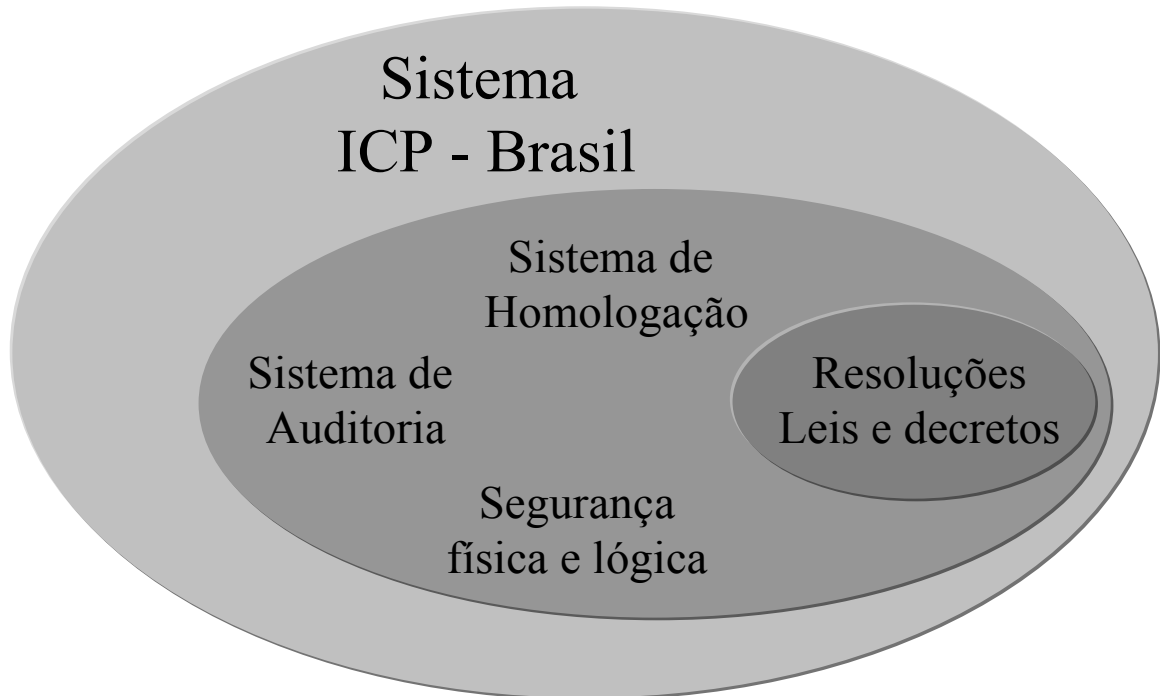 Sistema
ICP - Brasil
Sistema de
Homologação
Sistema de
Auditoria
Resoluções
Leis e decretos
Segurança
física e lógica